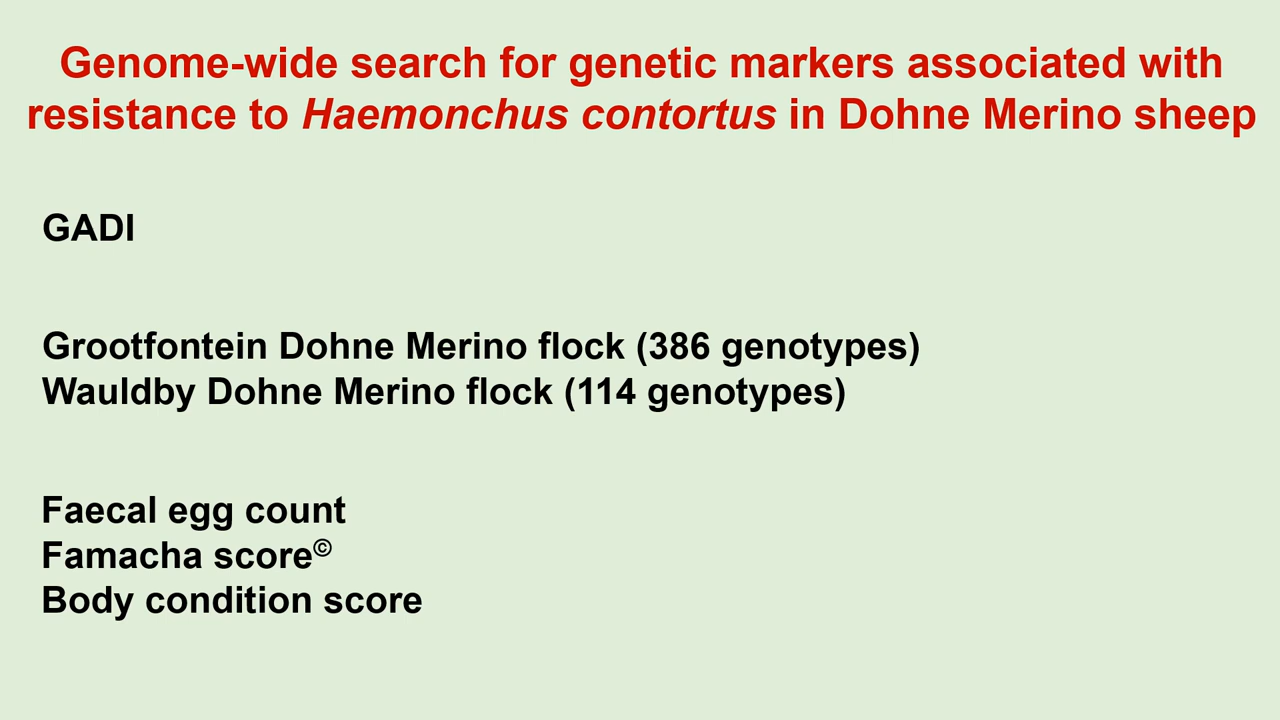 Genome-wide search for genetic markers associated with
resistance to Haemonchus contortus in Dohne Merino sheep
GADI
Grootfontein Dohne Merino flock (386 genotypes)
Wauldby Dohne Merino flock (114 genotypes)
Faecal egg count
Famacha score©
Body condition score